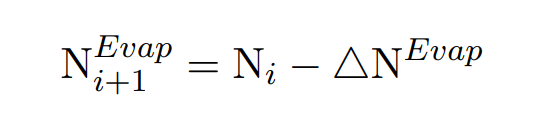 N_{i+1}^{Evap} = N_i − △N^{Evap}